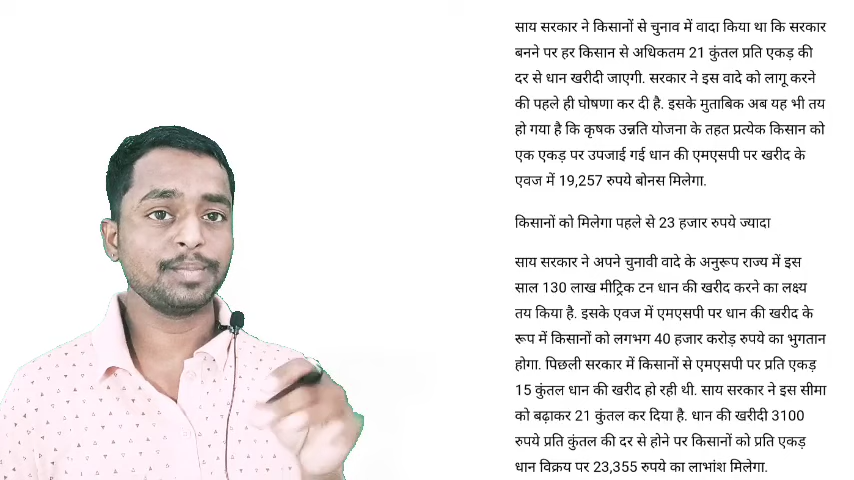 साय सरकार ने किसानों से चुनाव में वादा किया था कि सरकार
बनने पर हर किसान से अधिकतम 21 कुंतल प्रति एकड़ की
दर से धान खरीदी जाएगी. सरकार ने इस वादे को लागू करने
की पहले ही घोषणा कर दी है. इसके मुताबिक अब यह भी तय
हो गया है कि कृषक उन्नति योजना के तहत प्रत्येक किसान को
एक एकड़ पर उपजाई गई धान की एमएसपी पर खरीद के
एवज में 19,257 रुपये बोनस मिलेगा.
किसानों को मिलेगा पहले से 23 हजार रुपये ज्यादा
साय सरकार ने अपने चुनावी वादे के अनुरूप राज्य में इस
साल 130 लाख मीट्रिक टन धान की खरीद करने का लक्ष्य
तय किया है. इसके एवज में एमएसपी पर धान की खरीद के
रूप में किसानों को लगभग 40 हजार करोड़ रुपये का भुगतान
होगा. पिछली सरकार में किसानों से एमएसपी पर प्रति एकड़
15 कुंतल धान की खरीद हो रही थी. साय सरकार ने इस सीमा
को बढ़ाकर 21 कुंतल कर दिया है. धान की खरीदी 3100
रुपये प्रति कुंतल की दर से होने पर किसानों को प्रति एकड़
धान विक्रय पर 23,355 रुपये का लाभांश मिलेगा.